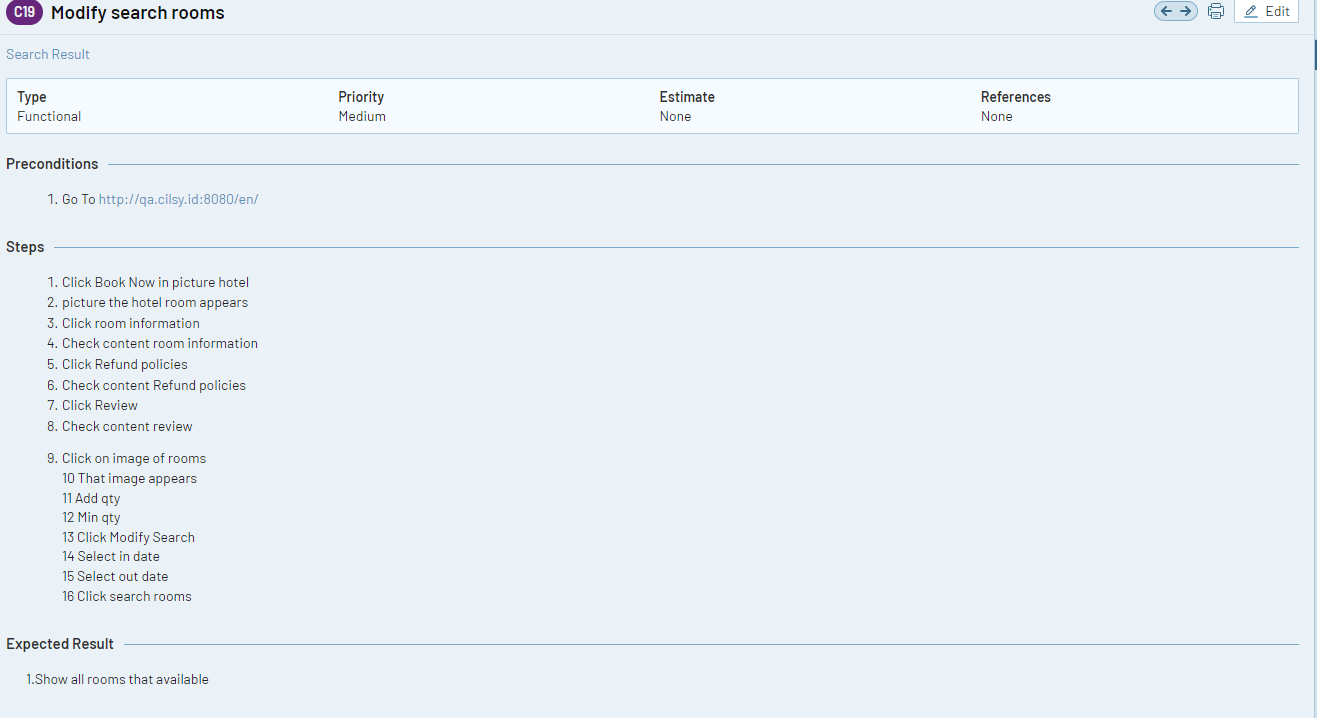 C19 Modify search rooms
Edit
Search Result
Type Priority Estimate References
Functional Medium None None
Preconditions
1. Go To http://qa.cilsy.id:8080/en/
Steps
1. Click Book Now in picture hotel
2. picture the hotel room appears
3. Click room information
4. Check content room information
5. Click Refund policies
6. Check content Refund policies
7. Click Review
8. Check content review
9. Click on image of rooms
10 That image appears
11 Add qty
12 Min qty
13 Click Modify Search
14 Select in date
15 Select out date
16 Click search rooms
Expected Result
1.Show all rooms that available